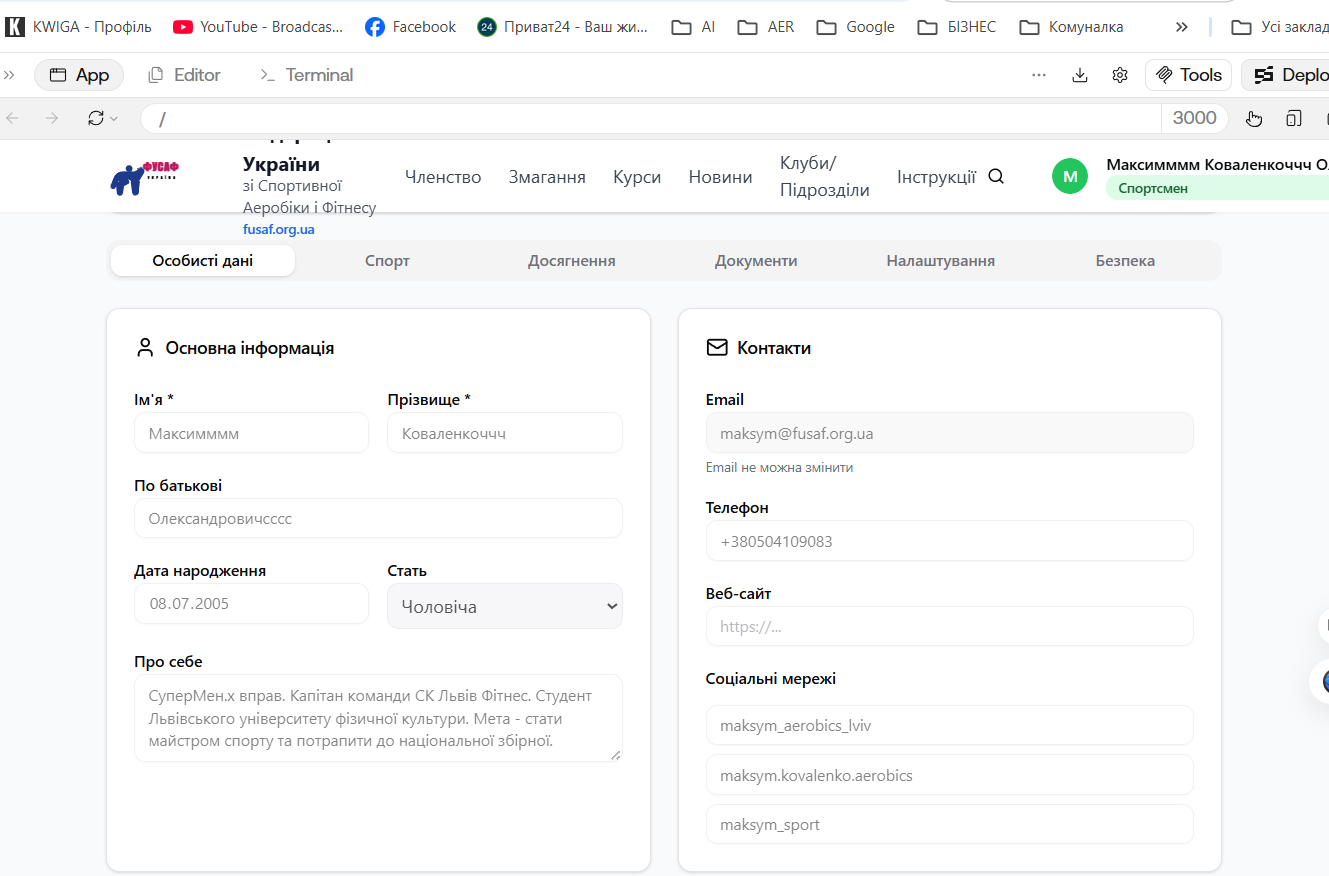 KWIGA - Профіль
YouTube - Broadcas...
Facebook
24
Приват24 - Ваш жи...
AI
AER
Google
БІЗНЕС
Комуналка
Усі заклад
App
Editor
Terminal
Tools
Deplo
/
3000
ФУСАФ
УКРАЇНА
України
зі Спортивної
Аеробіки і Фітнесу
fusaf.org.ua
Членство
Змагання
Курси
Новини
Клуби/
Підрозділи
Інструкції
М
Максимммм Коваленкоччч О.
Спортсмен
Особисті дані
Спорт
Досягнення
Документи
Налаштування
Безпека
Основна інформація
Ім'я *
Прізвище *
Максимммм
Коваленкоччч
По батькові
Олександровичсссс
Дата народження
Стать
08.07.2005
Чоловіча
Про себе
СуперМен.х вправ. Капітан команди СК Львів Фітнес. Студент
Львівського університету фізичної культури. Мета - стати
майстром спорту та потрапити до національної збірної.
Контакти
Email
maksym@fusaf.org.ua
Email не можна змінити
Телефон
+380504109083
Веб-сайт
https://...
Соціальні мережі
maksym_aerobics_lviv
maksym.kovalenko.aerobics
maksym_sport